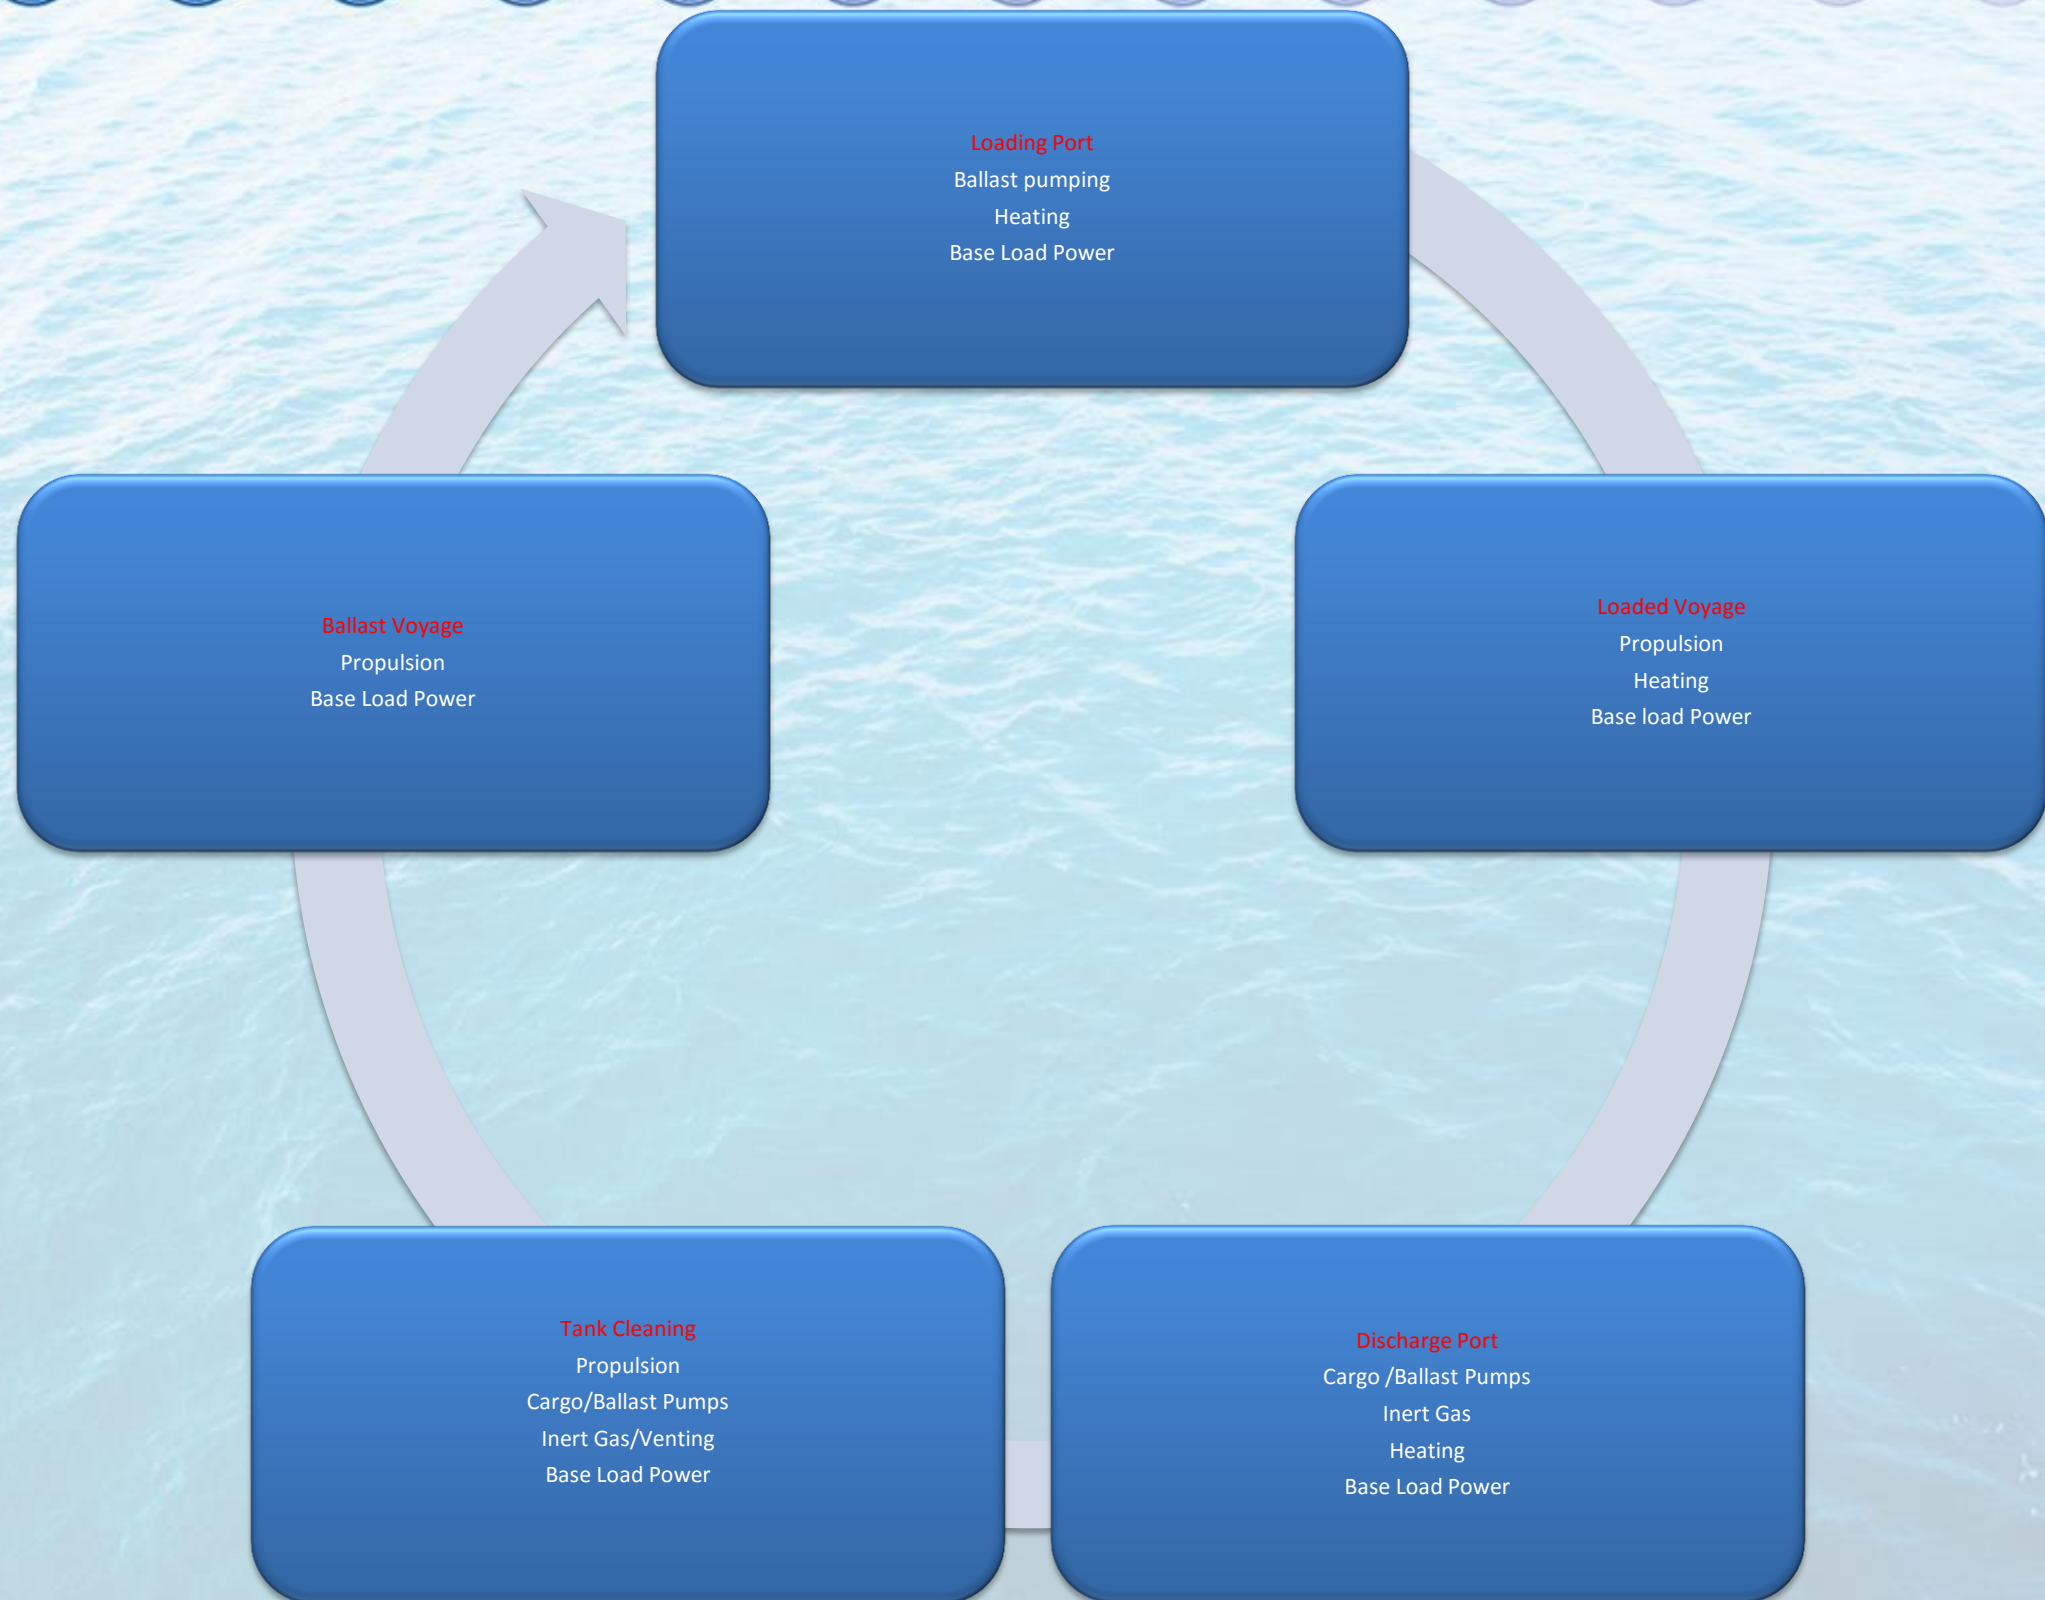 Loading Port
Ballast pumping
Heating
Base Load Power
Loaded Voyage
Propulsion
Heating
Base load Power
Discharge Port
Cargo /Ballast Pumps
Inert Gas
Heating
Base Load Power
Tank Cleaning
Propulsion
Cargo/Ballast Pumps
Inert Gas/Venting
Base Load Power
Ballast Voyage
Propulsion
Base Load Power